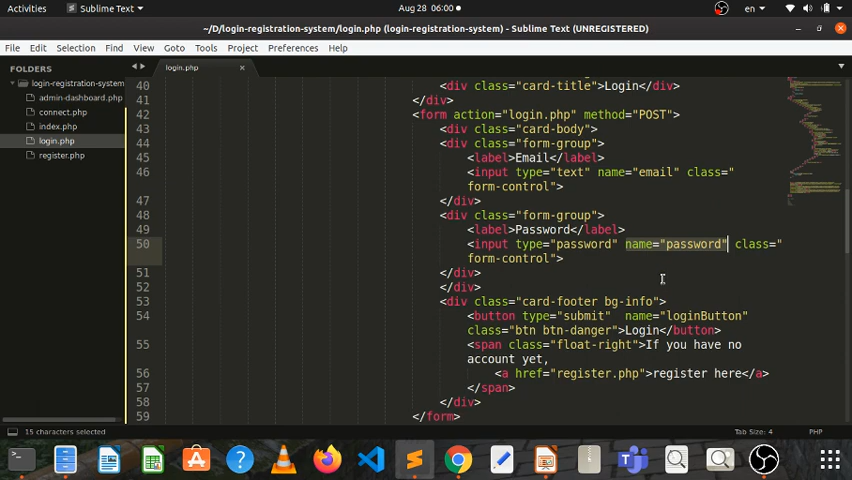 Activities Sublime Text Aug 28 06:00 en
~/D/login-registration-system/login.php (login-registration-system) - Sublime Text (UNREGISTERED)
File Edit Selection View Goto Tools Project Preferences Help
FOLDERS
login-registration-system
admin-dashboard.php
connect.php
index.php
login.php
register.php
login.php
40 <div class="card-title">Login</div>
41 </div>
42 <form action="login.php" method="POST">
43 <div class="card-body">
44 <div class="form-group">
45 <label>Email</label>
46 <input type="text" name="email" class="
form-control">
47 </div>
48 <div class="form-group">
49 <label>Password</label>
50 <input type="password" name="password" class="
form-control">
51 </div>
52 </div>
53 <div class="card-footer bg-info">
54 <button type="submit" name="loginButton"
class="btn btn-danger">Login</button>
55 <span class="float-right">If you have no
account yet,
56 <a href="register.php">register here</a>
57 </span>
58 </div>
59 </form>
15 characters selected Tab Size: 4 PHP